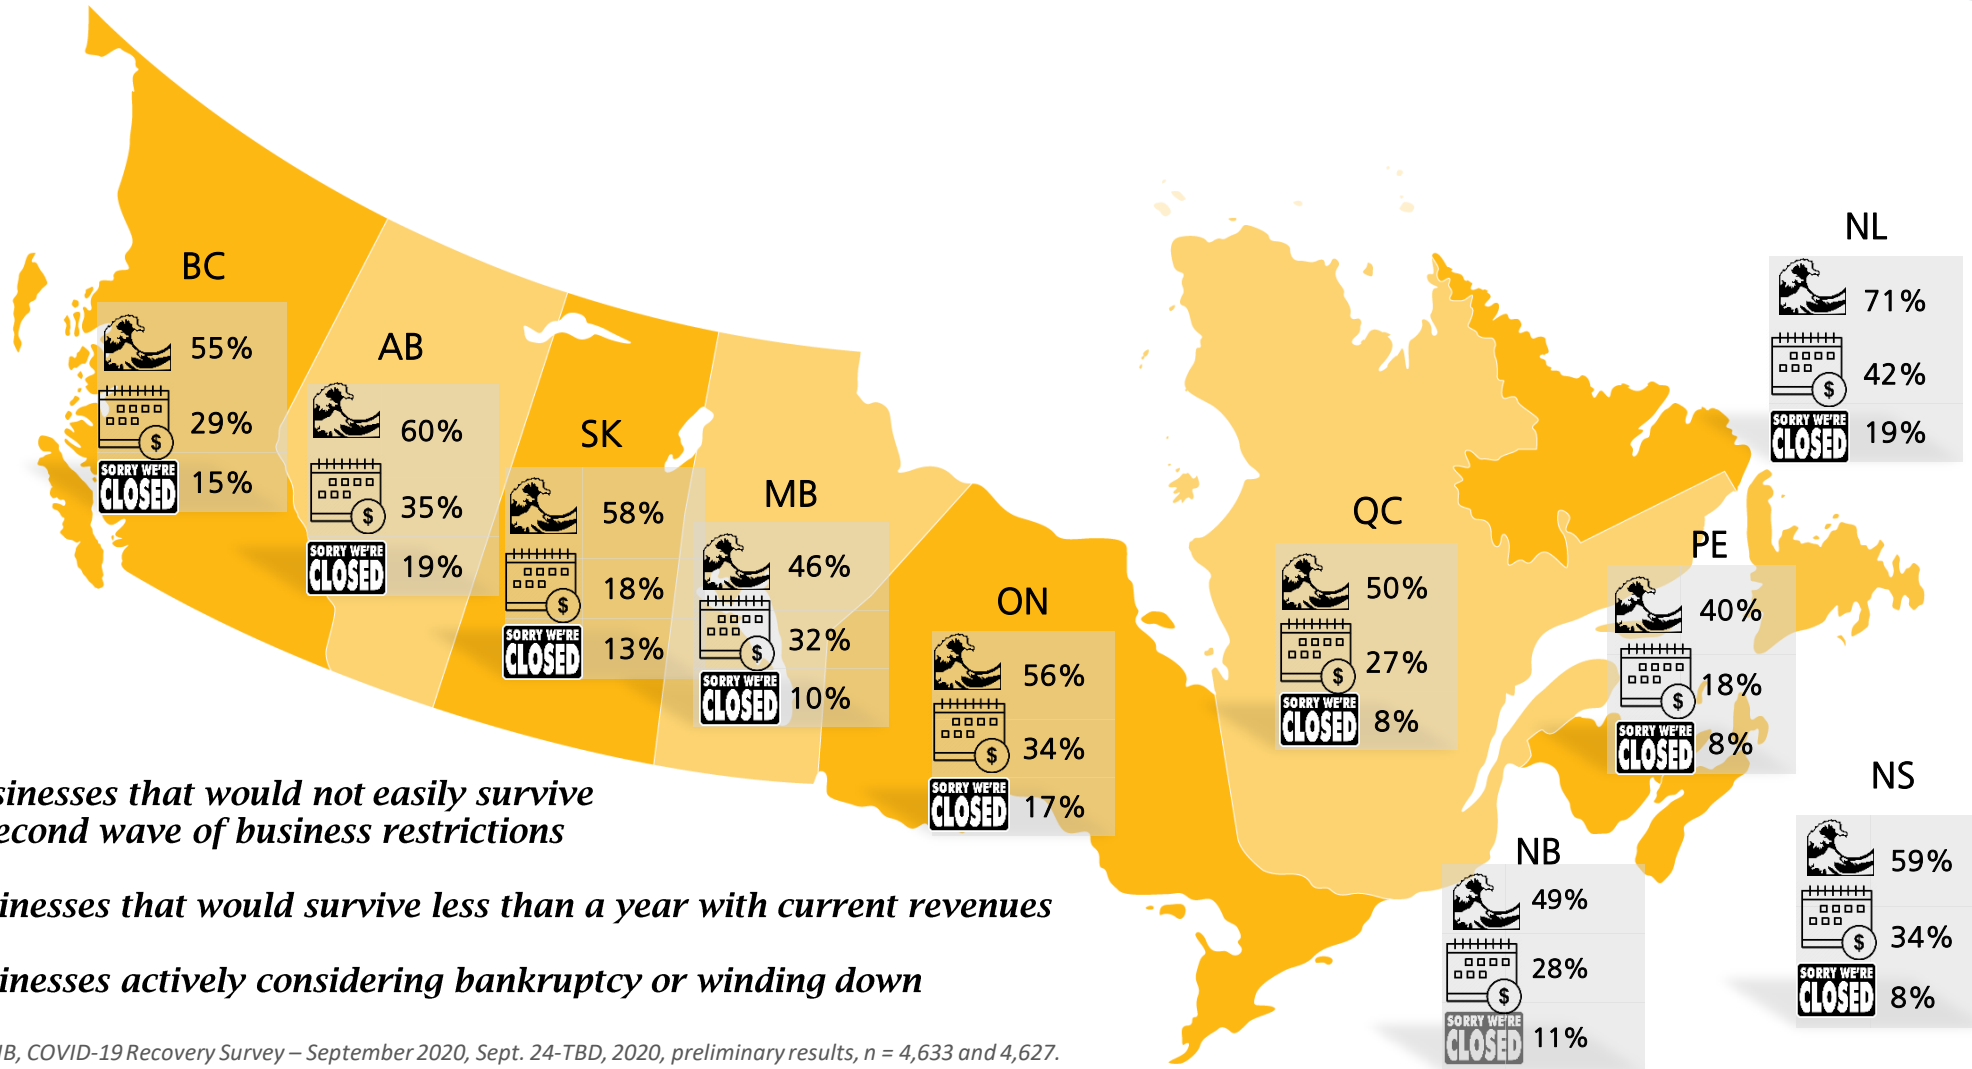 BC
55%
29%
SORRY WE'RE
CLOSED
15%
AB
60%
35%
SORRY WE'RE
CLOSED
19%
SK
58%
18%
SORRY WE'RE
CLOSED
13%
MB
46%
32%
SORRY WE'RE
CLOSED
10%
ON
56%
34%
SORRY WE'RE
CLOSED
17%
QC
50%
27%
SORRY WE'RE
CLOSED
8%
PE
40%
18%
SORRY WE'RE
CLOSED
8%
NL
71%
42%
SORRY WE'RE
CLOSED
19%
NB
49%
28%
SORRY WE'RE
CLOSED
11%
NS
59%
34%
SORRY WE'RE
CLOSED
8%
sinesses that would not easily survive
econd wave of business restrictions
inesses that would survive less than a year with current revenues
inesses actively considering bankruptcy or winding down
IB, COVID-19 Recovery Survey – September 2020, Sept. 24-TBD, 2020, preliminary results, n = 4,633 and 4,627.